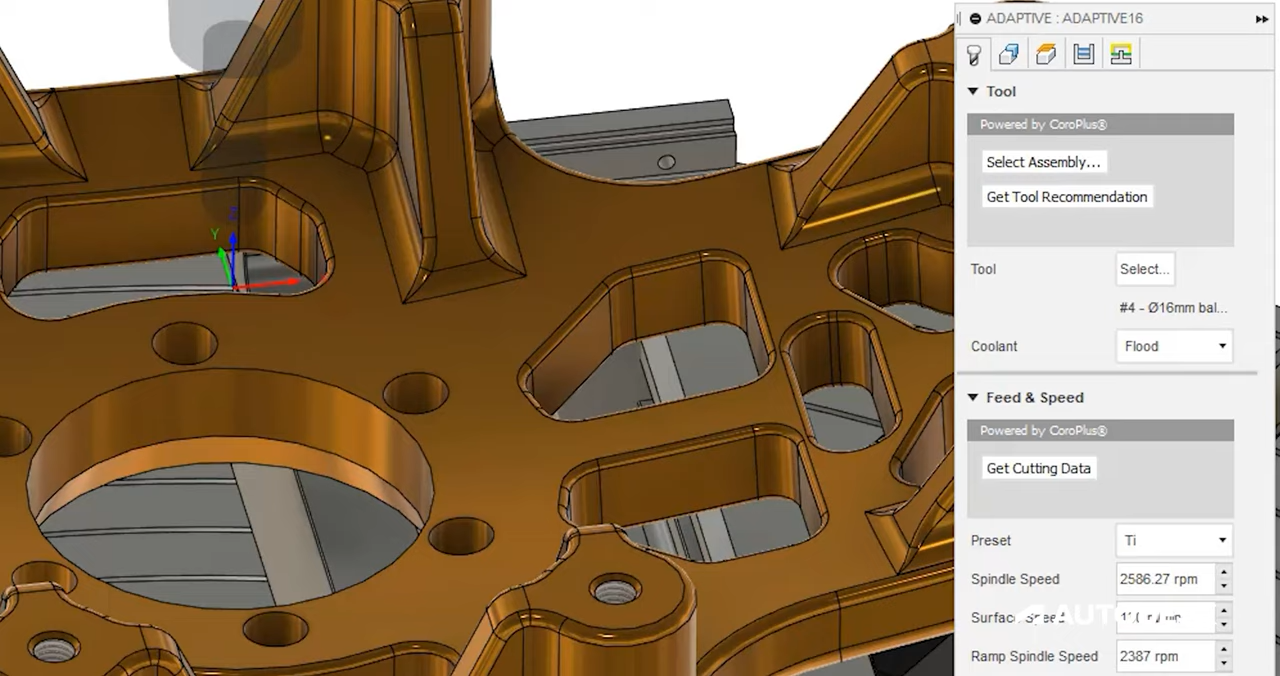 ADAPTIVE : ADAPTIVE16
Tool
Powered by CoroPlus®
Select Assembly...
Get Tool Recommendation
Tool
Select...
#4 - Ø16mm bal...
Coolant
Flood
Feed & Speed
Powered by CoroPlus®
Get Cutting Data
Preset
Ti
Spindle Speed
2586.27 rpm
Surface Speed
Ramp Spindle Speed
2387 rpm
Z
Y